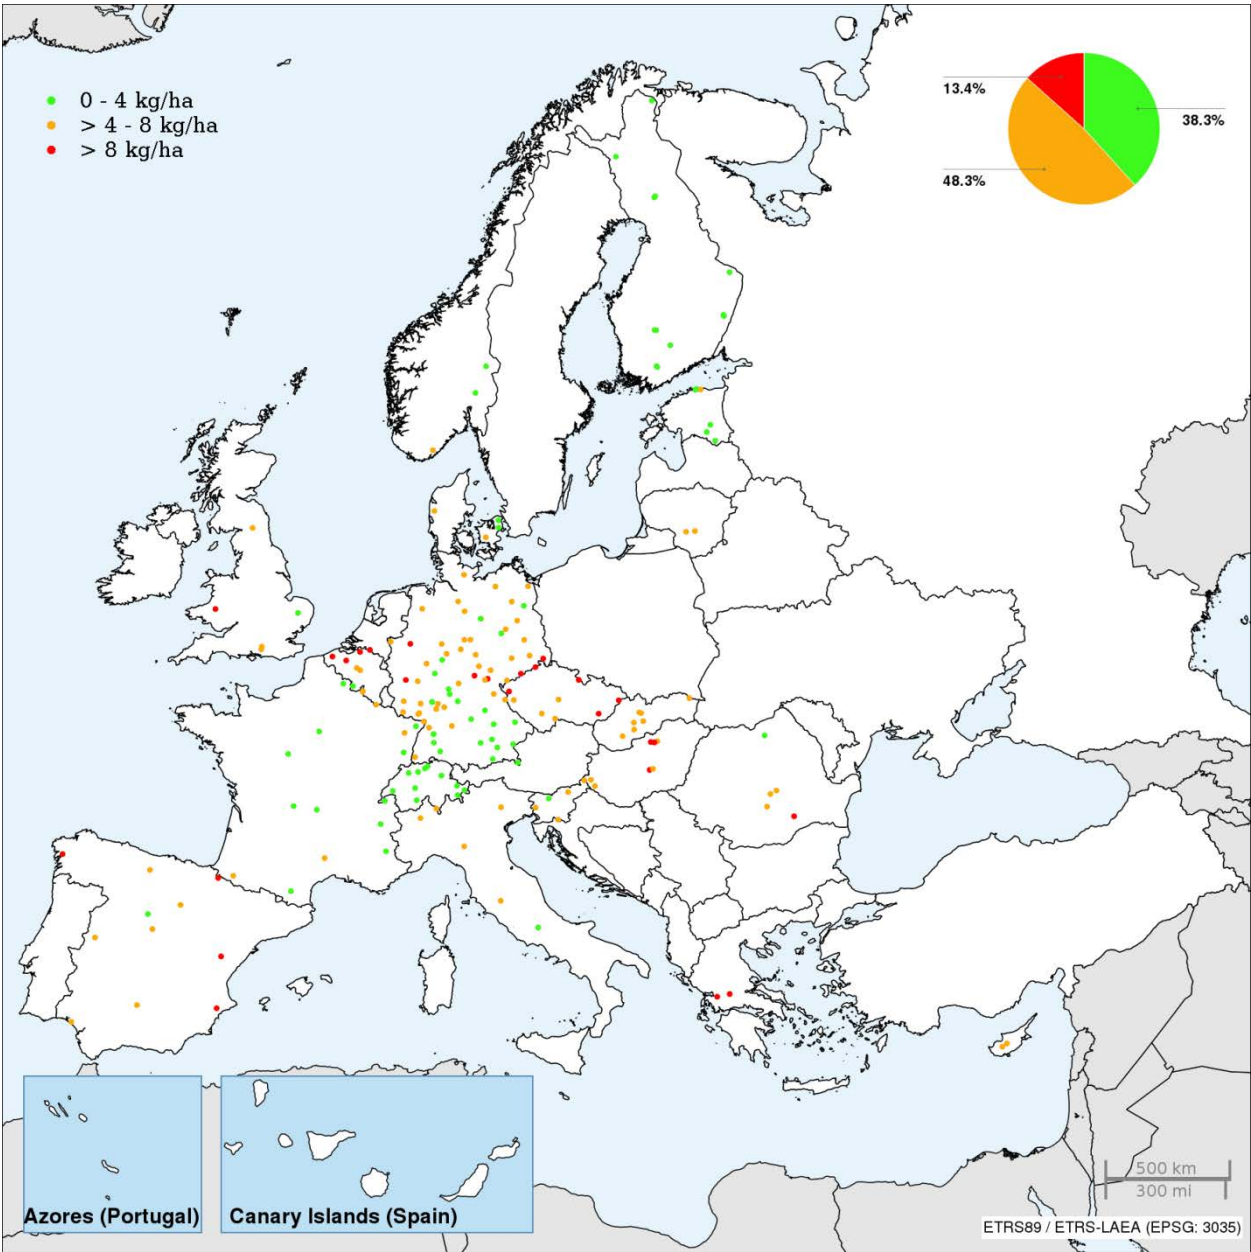 0 - 4 kg/ha
> 4 - 8 kg/ha
> 8 kg/ha
13.4%
38.3%
48.3%
500 km
300 mi
Azores (Portugal)
Canary Islands (Spain)
ETRS89 / ETRS-LAEA (EPSG: 3035)